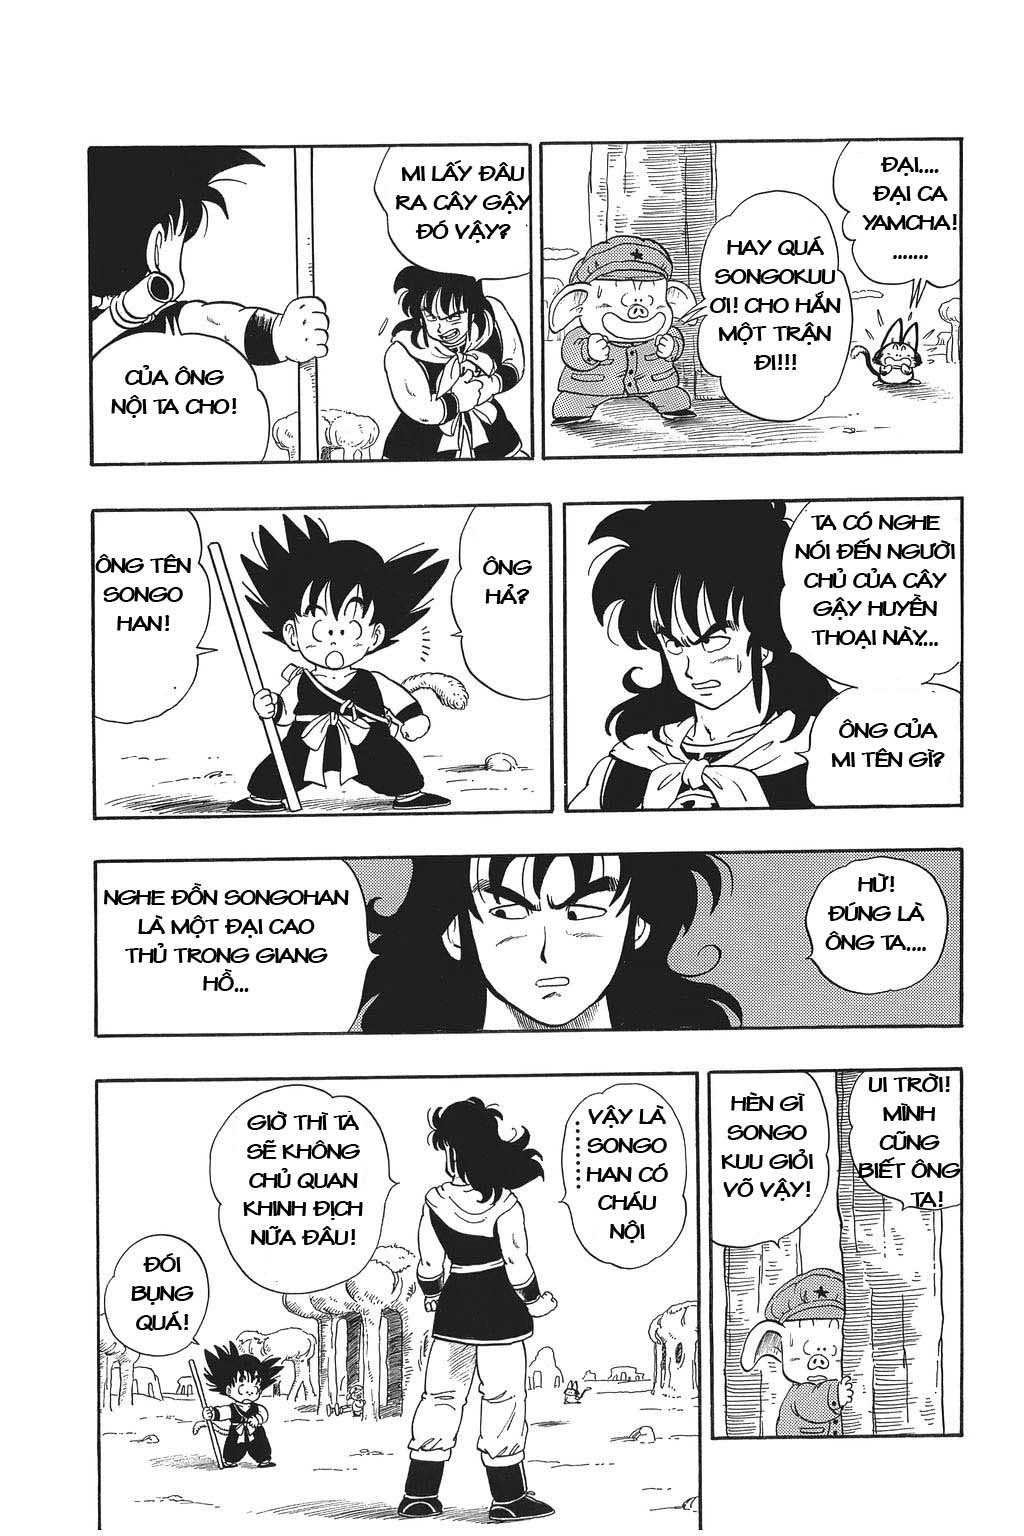 ĐẠI....
ĐẠI CA
YAMCHA!
.......
HAY QUÁ
SONGOKUU
ƠI! CHO HẮN
MỘT TRẬN
ĐI!!!
MI LẤY ĐÂU
RA CÂY GẬY
ĐÓ VẬY?
CỦA ÔNG
NỘI TA CHO!
TA CÓ NGHE
NÓI ĐẾN NGƯỜI
CHỦ CỦA CÂY
GẬY HUYỀN
THOẠI NÀY....
ÔNG CỦA
MI TÊN GÌ?
ÔNG
HẢ?
ÔNG TÊN
SONGO
HAN!
HỪ!
ĐÚNG LÀ
ÔNG TA....
NGHE ĐỒN SONGOHAN
LÀ MỘT ĐẠI CAO
THỦ TRONG GIANG
HỒ...
UI TRỜI!
MÌNH
CŨNG
BIẾT ÔNG
TA!
HÈN GÌ
SONGO
KUU GIỎI
VÕ VẬY!
VẬY LÀ
SONGO
HAN CÓ
CHÁU
NỘI
........
GIỜ THÌ TA
SẼ KHÔNG
CHỦ QUAN
KHINH ĐỊCH
NỮA ĐÂU!
ĐÓI
BỤNG
QUÁ!